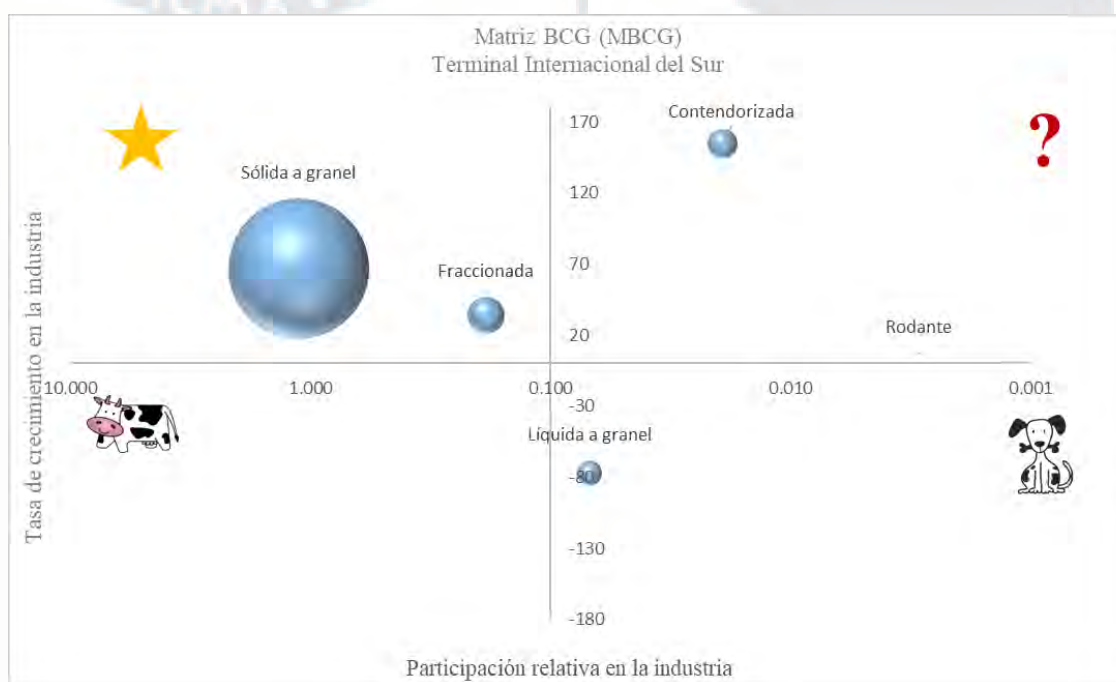 Matriz BCG (MBCG)
Terminal Internacional del Sur
Contendorizada
170
?
Sólida a granel
120
Fraccionada
70
20
Rodante
Tasa de crecimiento en la industria
10.000
1.000
0.100
0.010
0.001
-30
Líquida a granel
-80
-130
-180
Participación relativa en la industria